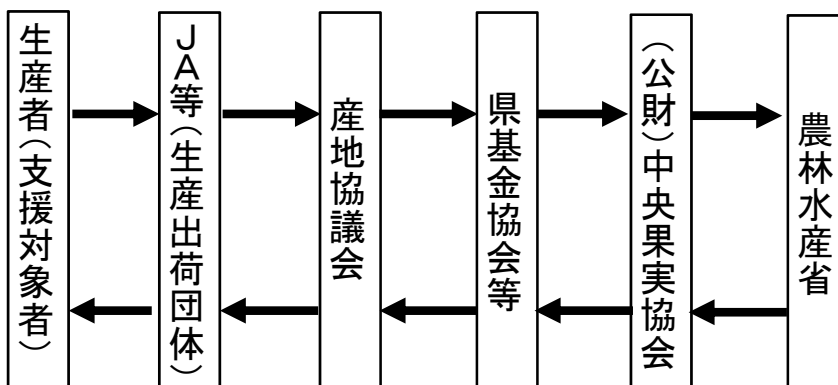 生産者（支援対象者）
ＪＡ等（生産出荷団体）
産地協議会
県基金協会等
（公財）中央果実協会
農林水産省